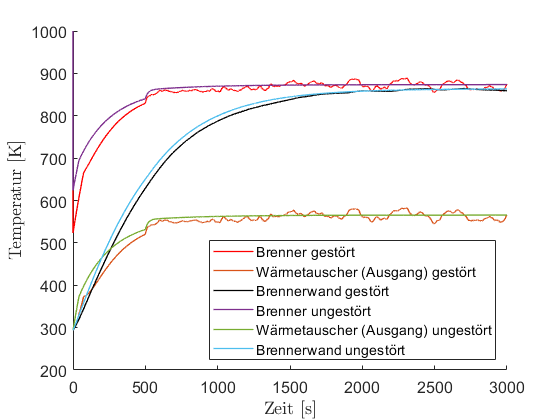 1000
900
800
700
600
500
400
300
200
Temperatur [K]
Brenner gestört
Wärmetauscher (Ausgang) gestört
Brennerwand gestört
Brenner ungestört
Wärmetauscher (Ausgang) ungestört
Brennerwand ungestört
0 500 1000 1500 2000 2500 3000
Zeit [s]